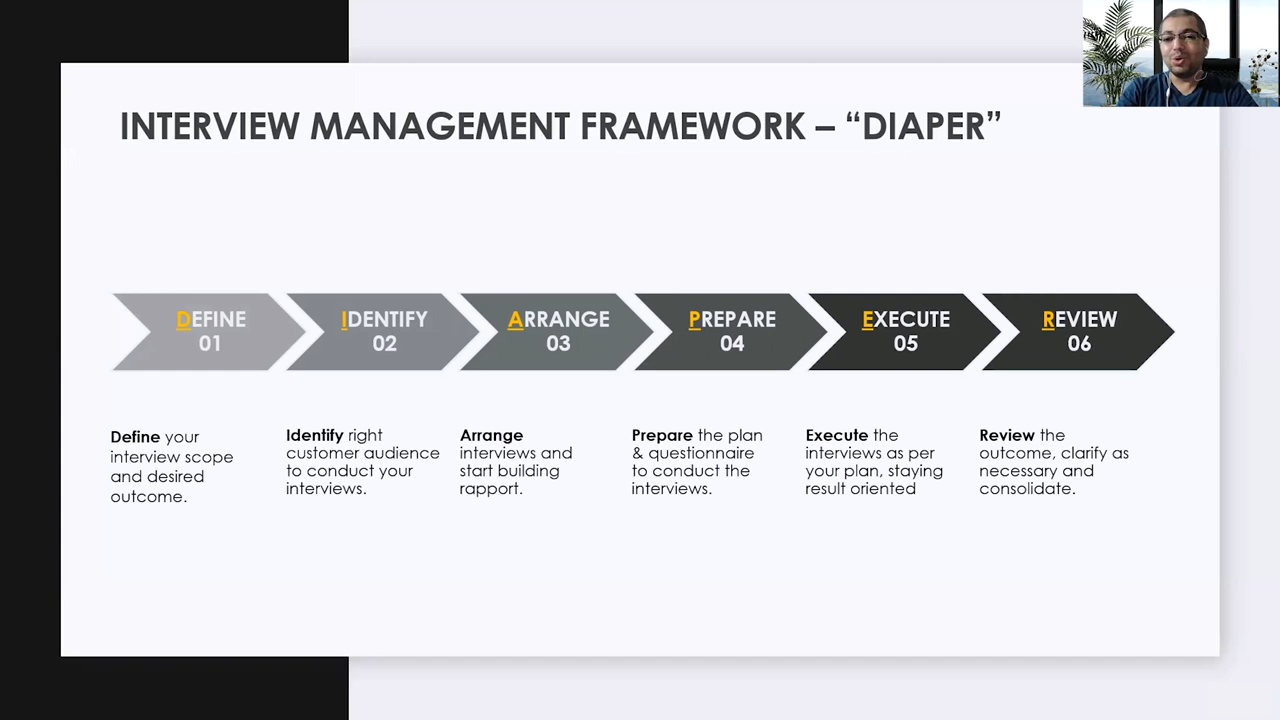 INTERVIEW MANAGEMENT FRAMEWORK – “DIAPER”
DEFINE
01
IDENTIFY
02
ARRANGE
03
PREPARE
04
EXECUTE
05
REVIEW
06
Define your
interview scope
and desired
outcome.
Identify right
customer audience
to conduct your
interviews.
Arrange
interviews and
start building
rapport.
Prepare the plan
& questionnaire
to conduct the
interviews.
Execute the
interviews as per
your plan, staying
result oriented
Review the
outcome, clarify as
necessary and
consolidate.